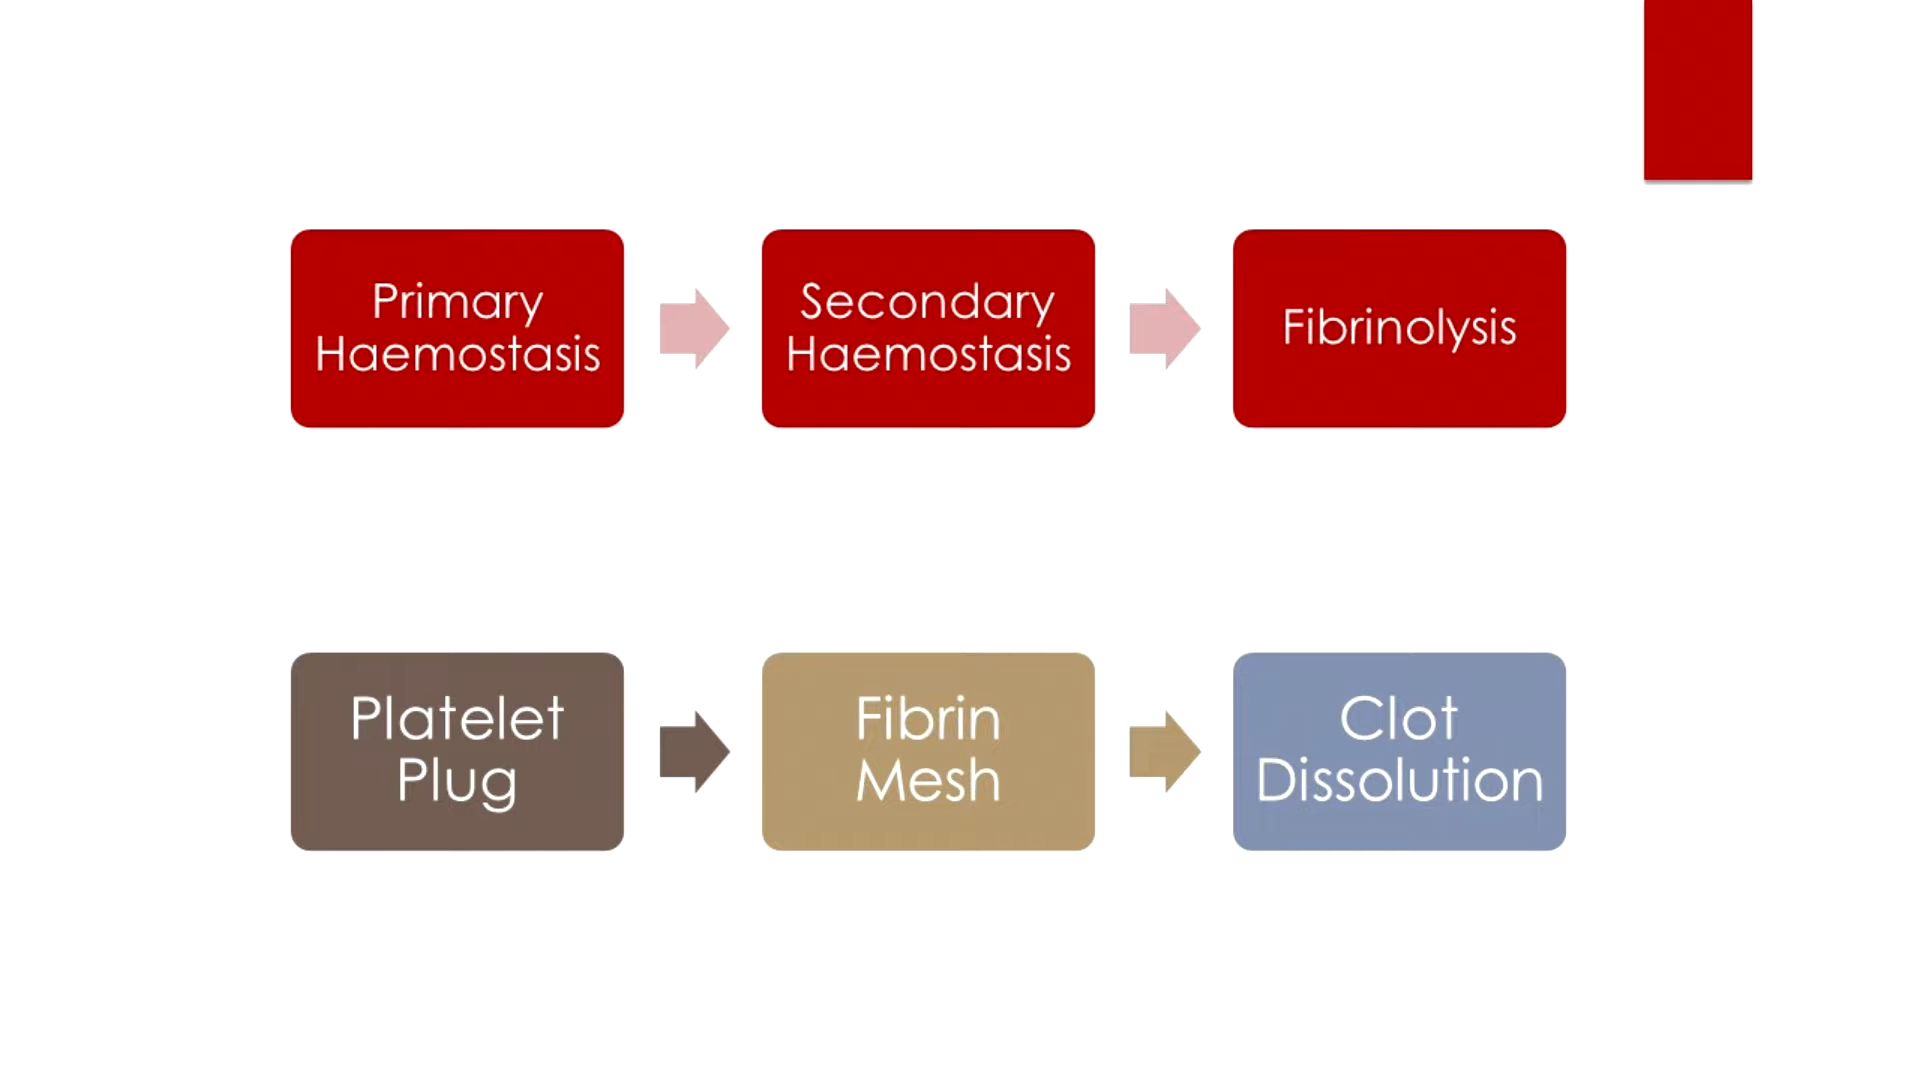 Primary
Haemostasis
Secondary
Haemostasis
Fibrinolysis
Platelet
Plug
Fibrin
Mesh
Clot
Dissolution